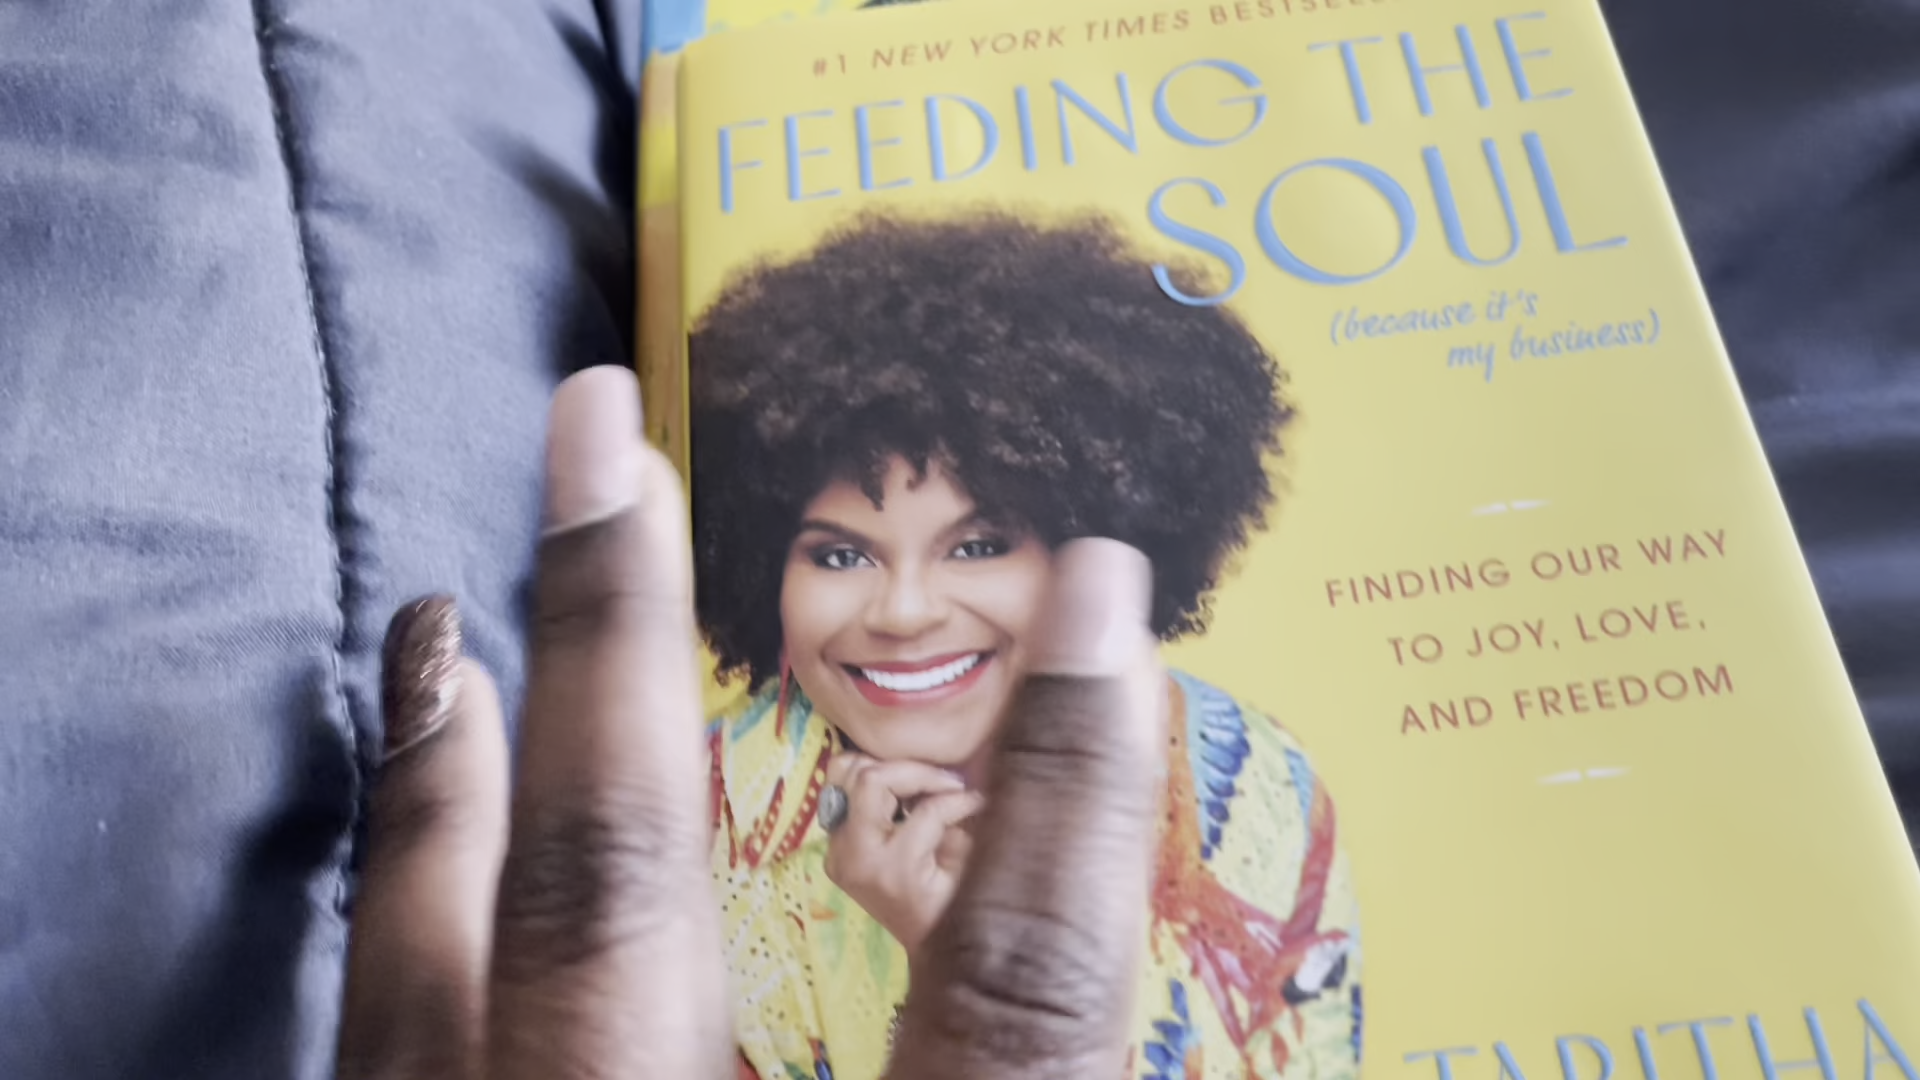 #1 NEW YORK TIMES
FEEDING THE
SOUL
(because it's
my business)
FINDING OUR WAY
TO JOY, LOVE,
AND FREEDOM
TABITHA